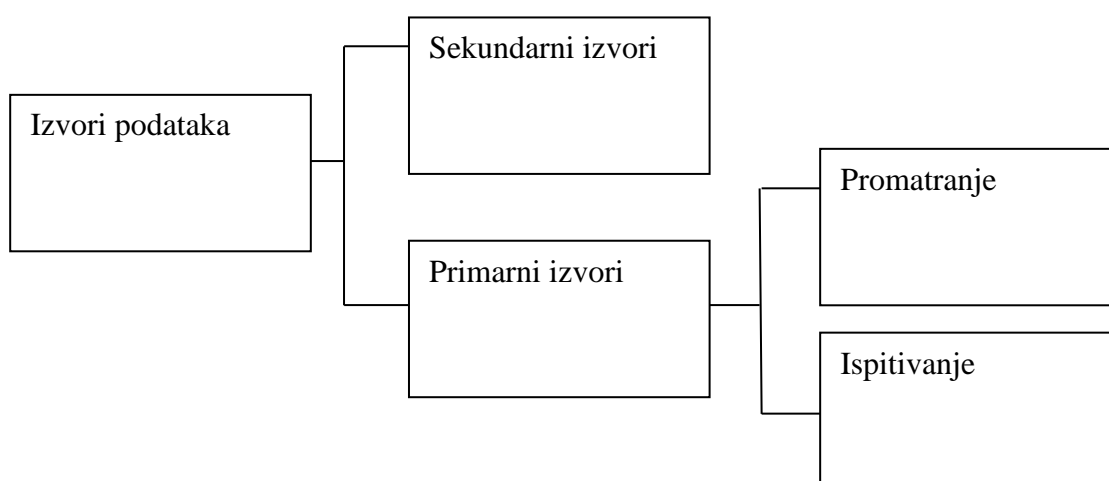 Izvori podataka
Sekundarni izvori
Primarni izvori
Promatranje
Ispitivanje